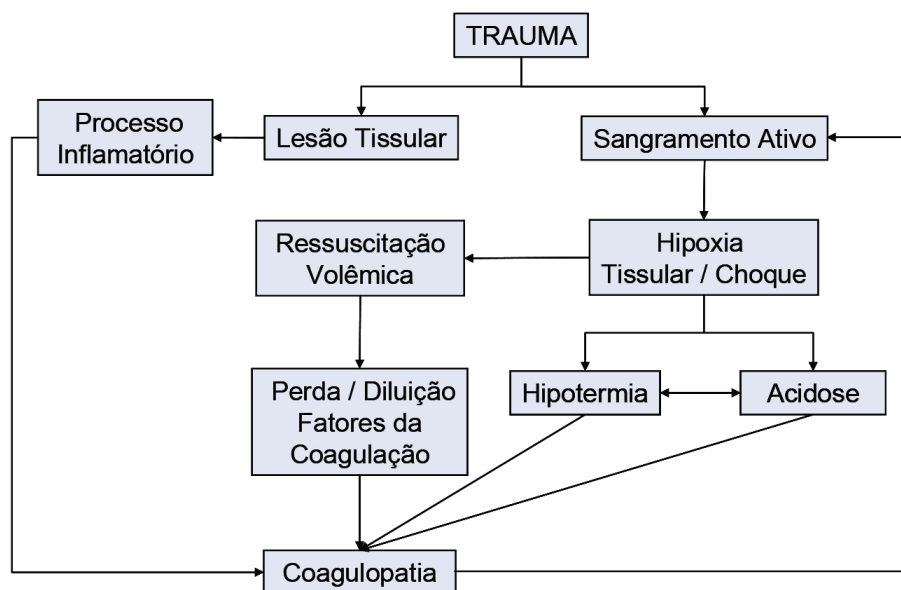 TRAUMA
Processo
Inflamatório
Lesão Tissular
Sangramento Ativo
Ressuscitação
Volêmica
Hipoxia
Tissular / Choque
Perda / Diluição
Fatores da
Coagulação
Hipotermia
Acidose
Coagulopatia